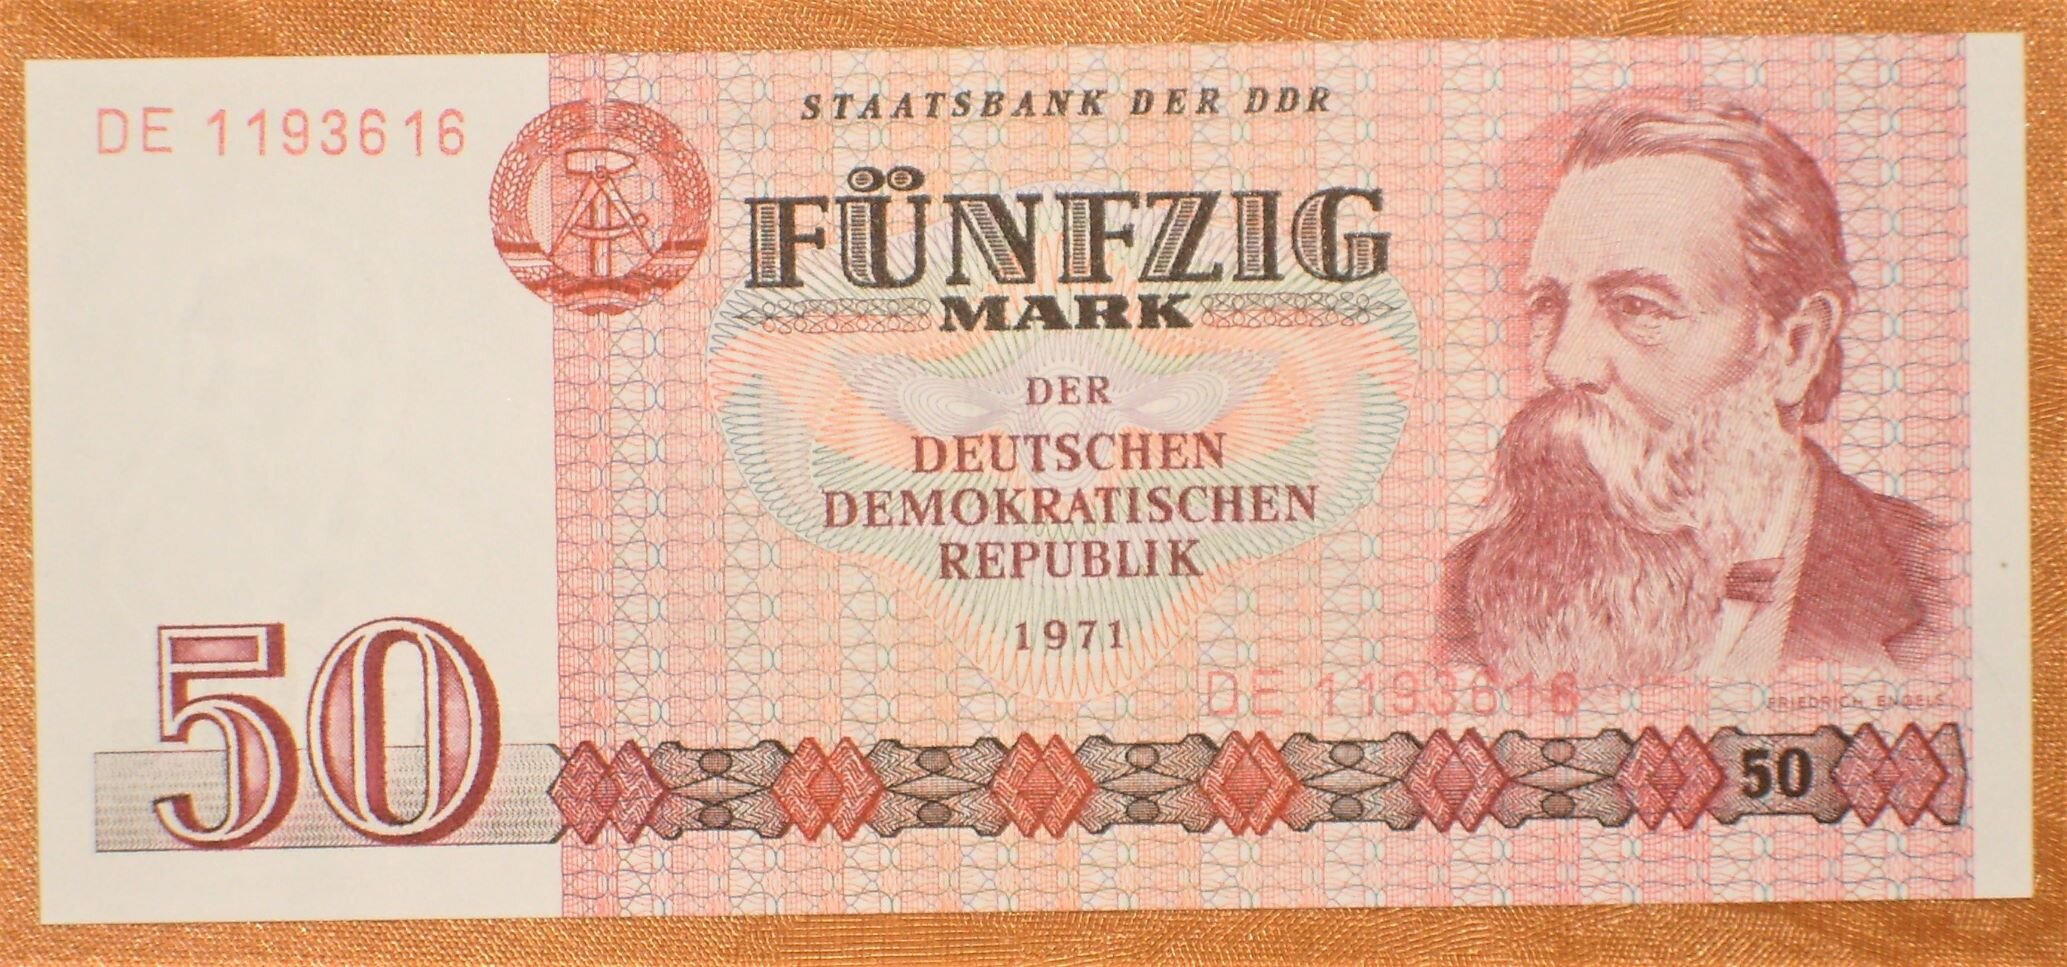 DE 1193616
STAATSBANK DER DDR
FÜNFZIG
MARK
DER
DEUTSCHEN
DEMOKRATISCHEN
REPUBLIK
1971
DE 1193616
FRIEDRICH ENGELS
50
50